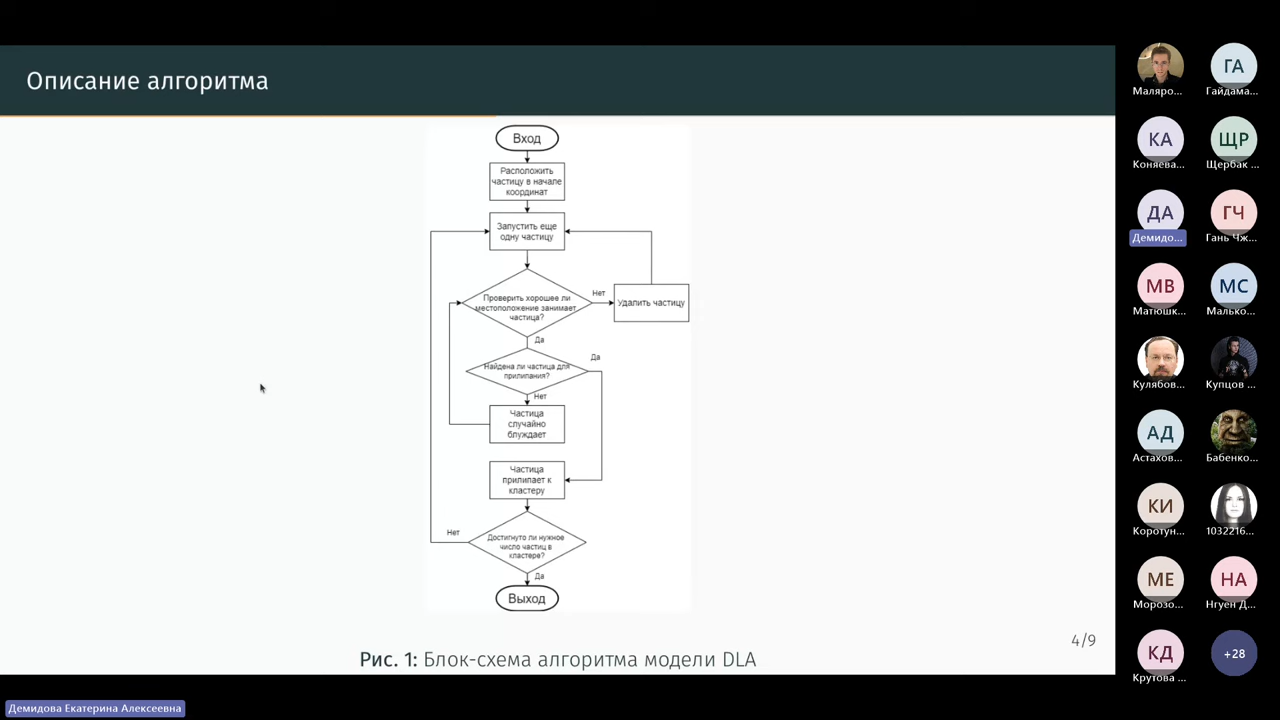 Описание алгоритма
Вход
Расположить
частицу в начале
координат
Запустить еще
одну частицу
Проверить хорошее ли
местоположение занимает
частица?
Нет
Удалить частицу
Да
Найдена ли частица для
прилипания?
Да
Нет
Частица
случайно
блуждает
Частица
прилипает к
кластеру
Достигнуто ли нужное
число частиц в
кластере?
Нет
Да
Выход
Рис. 1: Блок-схема алгоритма модели DLA
4/9
Маляро...
ГА
Гайдама...
КА
Коняева...
ЩР
Щербак ...
ДА
Демидо...
ГЧ
Гань Чж...
МВ
Матюшк...
МС
Малько...
Кулябов...
Купцов ...
АД
Астахов...
Бабенко...
КИ
Коротун...
1032216...
МЕ
Морозо...
НА
Нгуен Д...
КД
Крутова ...
+28
Демидова Екатерина Алексеевна